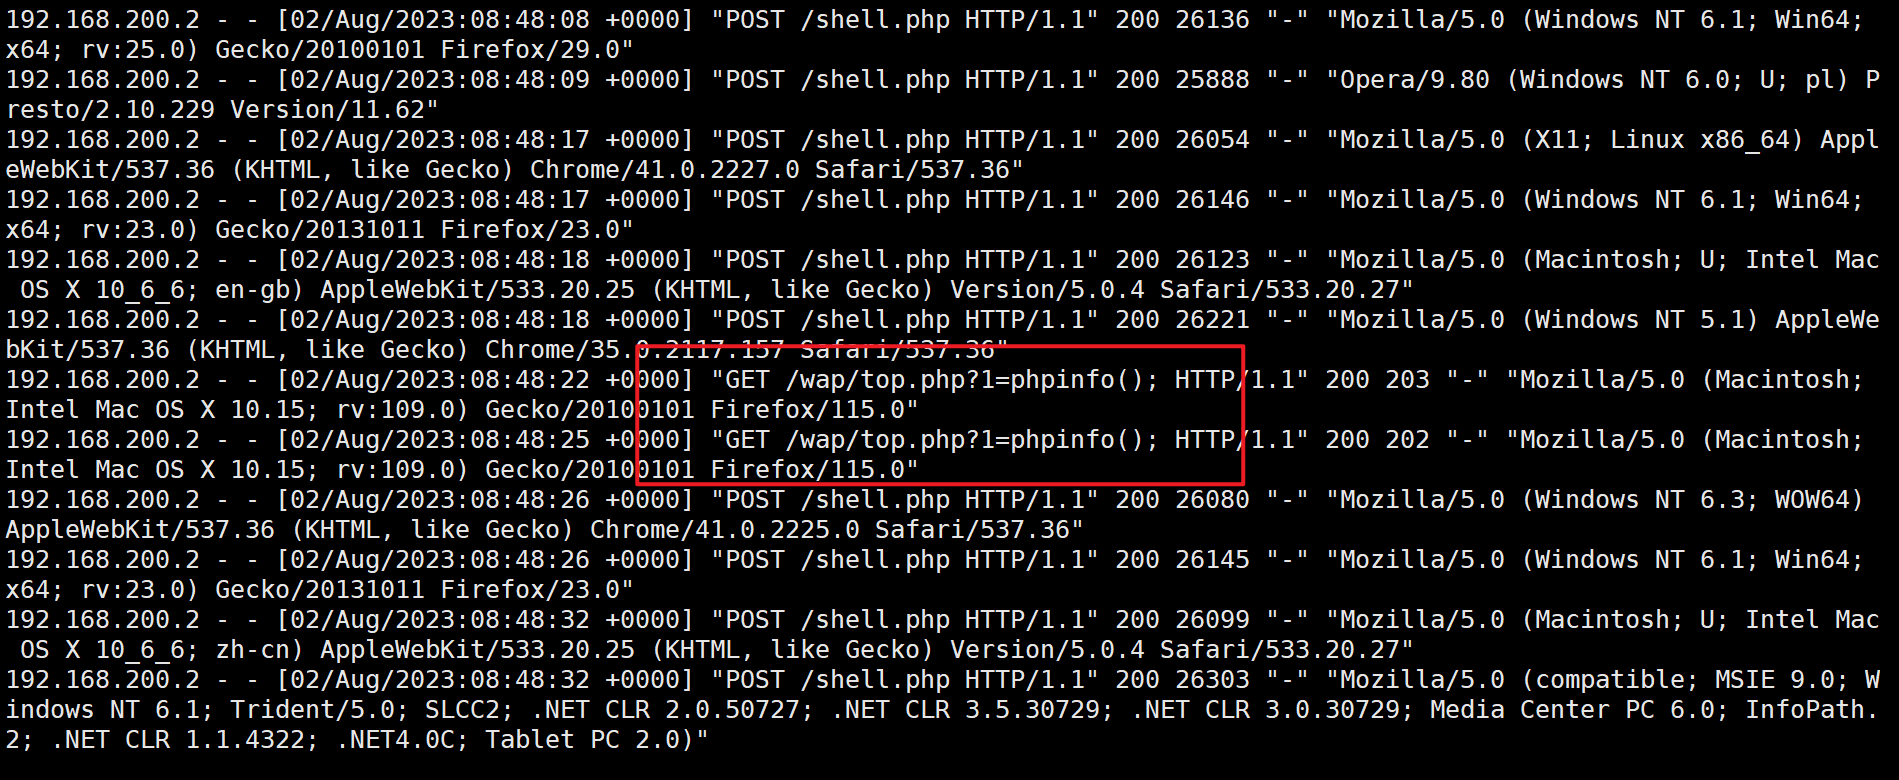 192.168.200.2 - - [02/Aug/2023:08:48:08 +0000] "POST /shell.php HTTP/1.1" 200 26136 "-" "Mozilla/5.0 (Windows NT 6.1; Win64;
x64; rv:25.0) Gecko/20100101 Firefox/29.0"
192.168.200.2 - - [02/Aug/2023:08:48:09 +0000] "POST /shell.php HTTP/1.1" 200 25888 "-" "Opera/9.80 (Windows NT 6.0; U; pl) P
resto/2.10.229 Version/11.62"
192.168.200.2 - - [02/Aug/2023:08:48:17 +0000] "POST /shell.php HTTP/1.1" 200 26054 "-" "Mozilla/5.0 (X11; Linux x86_64) Appl
eWebKit/537.36 (KHTML, like Gecko) Chrome/41.0.2227.0 Safari/537.36"
192.168.200.2 - - [02/Aug/2023:08:48:17 +0000] "POST /shell.php HTTP/1.1" 200 26146 "-" "Mozilla/5.0 (Windows NT 6.1; Win64;
x64; rv:23.0) Gecko/20131011 Firefox/23.0"
192.168.200.2 - - [02/Aug/2023:08:48:18 +0000] "POST /shell.php HTTP/1.1" 200 26123 "-" "Mozilla/5.0 (Macintosh; U; Intel Mac
 OS X 10_6_6; en-gb) AppleWebKit/533.20.25 (KHTML, like Gecko) Version/5.0.4 Safari/533.20.27"
192.168.200.2 - - [02/Aug/2023:08:48:18 +0000] "POST /shell.php HTTP/1.1" 200 26221 "-" "Mozilla/5.0 (Windows NT 5.1) AppleWe
bKit/537.36 (KHTML, like Gecko) Chrome/35.0.2117.157 Safari/537.36"
192.168.200.2 - - [02/Aug/2023:08:48:22 +0000] "GET /wap/top.php?1=phpinfo(); HTTP/1.1" 200 203 "-" "Mozilla/5.0 (Macintosh;
Intel Mac OS X 10.15; rv:109.0) Gecko/20100101 Firefox/115.0"
192.168.200.2 - - [02/Aug/2023:08:48:25 +0000] "GET /wap/top.php?1=phpinfo(); HTTP/1.1" 200 202 "-" "Mozilla/5.0 (Macintosh;
Intel Mac OS X 10.15; rv:109.0) Gecko/20100101 Firefox/115.0"
192.168.200.2 - - [02/Aug/2023:08:48:26 +0000] "POST /shell.php HTTP/1.1" 200 26080 "-" "Mozilla/5.0 (Windows NT 6.3; WOW64)
AppleWebKit/537.36 (KHTML, like Gecko) Chrome/41.0.2225.0 Safari/537.36"
192.168.200.2 - - [02/Aug/2023:08:48:26 +0000] "POST /shell.php HTTP/1.1" 200 26145 "-" "Mozilla/5.0 (Windows NT 6.1; Win64;
x64; rv:23.0) Gecko/20131011 Firefox/23.0"
192.168.200.2 - - [02/Aug/2023:08:48:32 +0000] "POST /shell.php HTTP/1.1" 200 26099 "-" "Mozilla/5.0 (Macintosh; U; Intel Mac
 OS X 10_6_6; zh-cn) AppleWebKit/533.20.25 (KHTML, like Gecko) Version/5.0.4 Safari/533.20.27"
192.168.200.2 - - [02/Aug/2023:08:48:32 +0000] "POST /shell.php HTTP/1.1" 200 26303 "-" "Mozilla/5.0 (compatible; MSIE 9.0; W
indows NT 6.1; Trident/5.0; SLCC2; .NET CLR 2.0.50727; .NET CLR 3.5.30729; .NET CLR 3.0.30729; Media Center PC 6.0; InfoPath.
2; .NET CLR 1.1.4322; .NET4.0C; Tablet PC 2.0)"